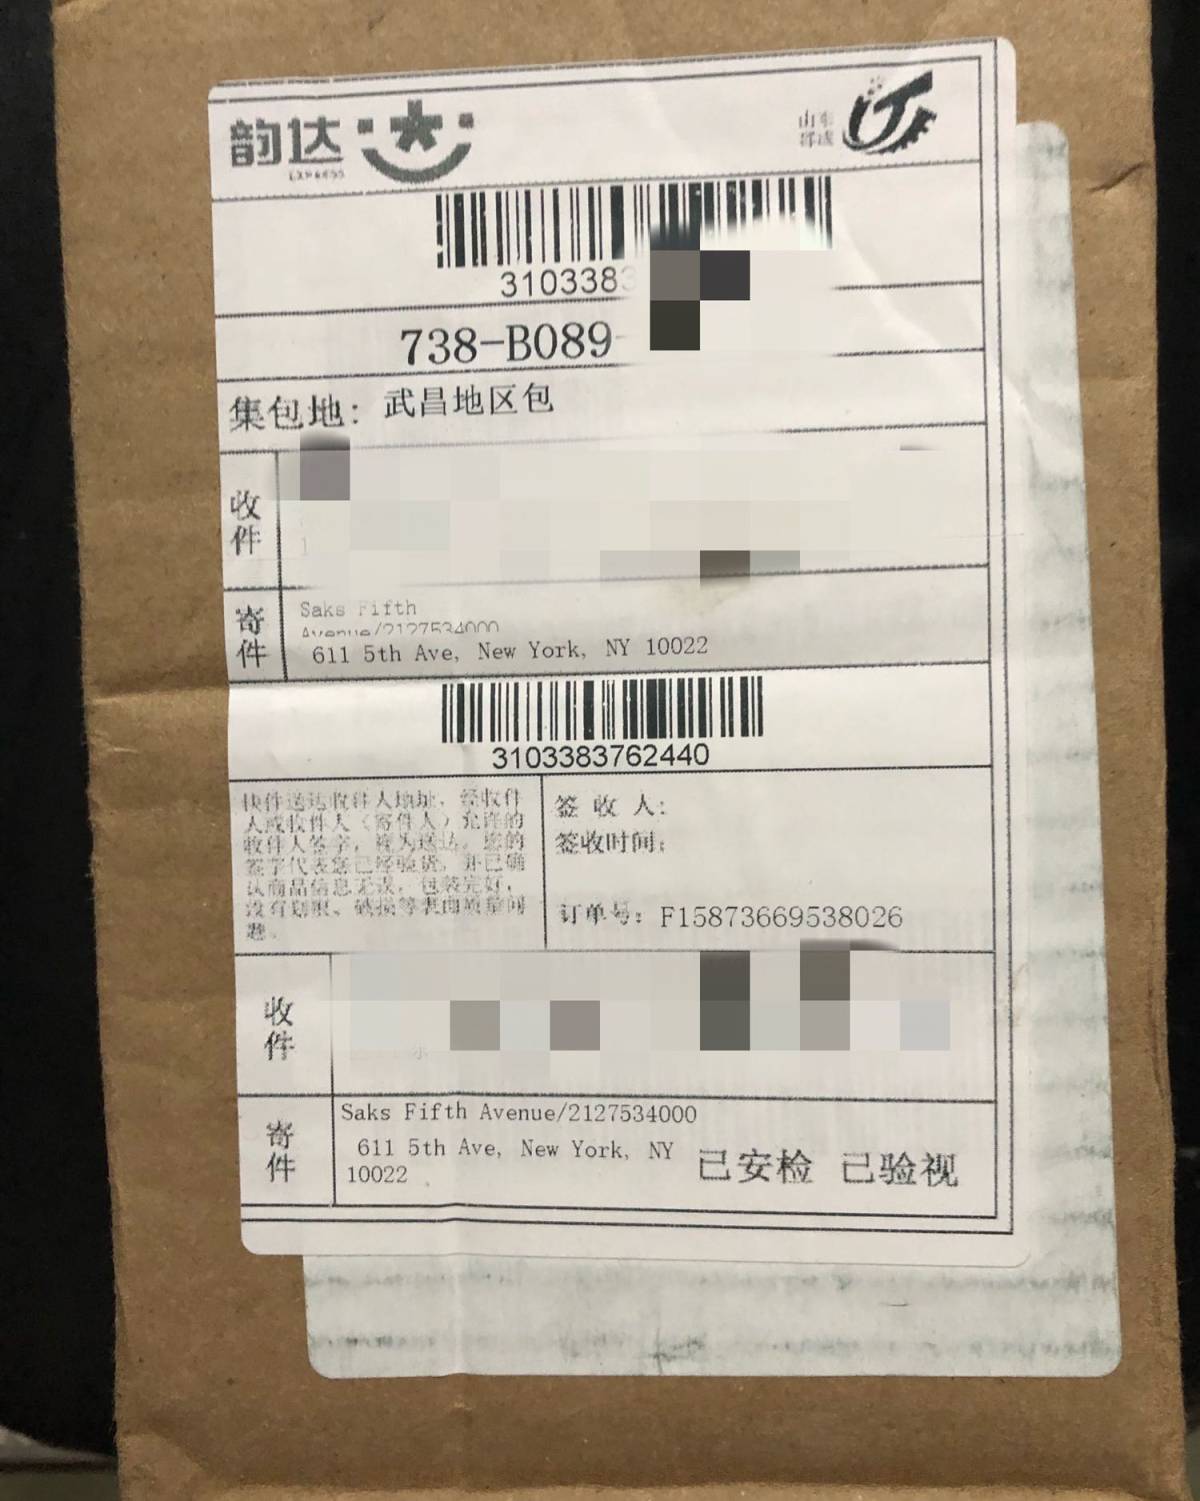 韵达
EXPRESS
山东
群成
3103383
738-B089-
集包地: 武昌地区包
收件
寄件
Saks Fifth
Avenue/2127534000
611 5th Ave, New York, NY 10022
3103383762440
快件送达收件人地址，经收件
人或收件人（寄件人）允许的
收件人签字，视为送达。您的
签字代表您已经验货，并已确
认商品信息无误，包装完好，
没有划痕、破损等表面质量问
题。
签 收 人:
签收时间:
订单号: F15873669538026
收件
寄件
Saks Fifth Avenue/2127534000
611 5th Ave, New York, NY
10022
已安检 已验视